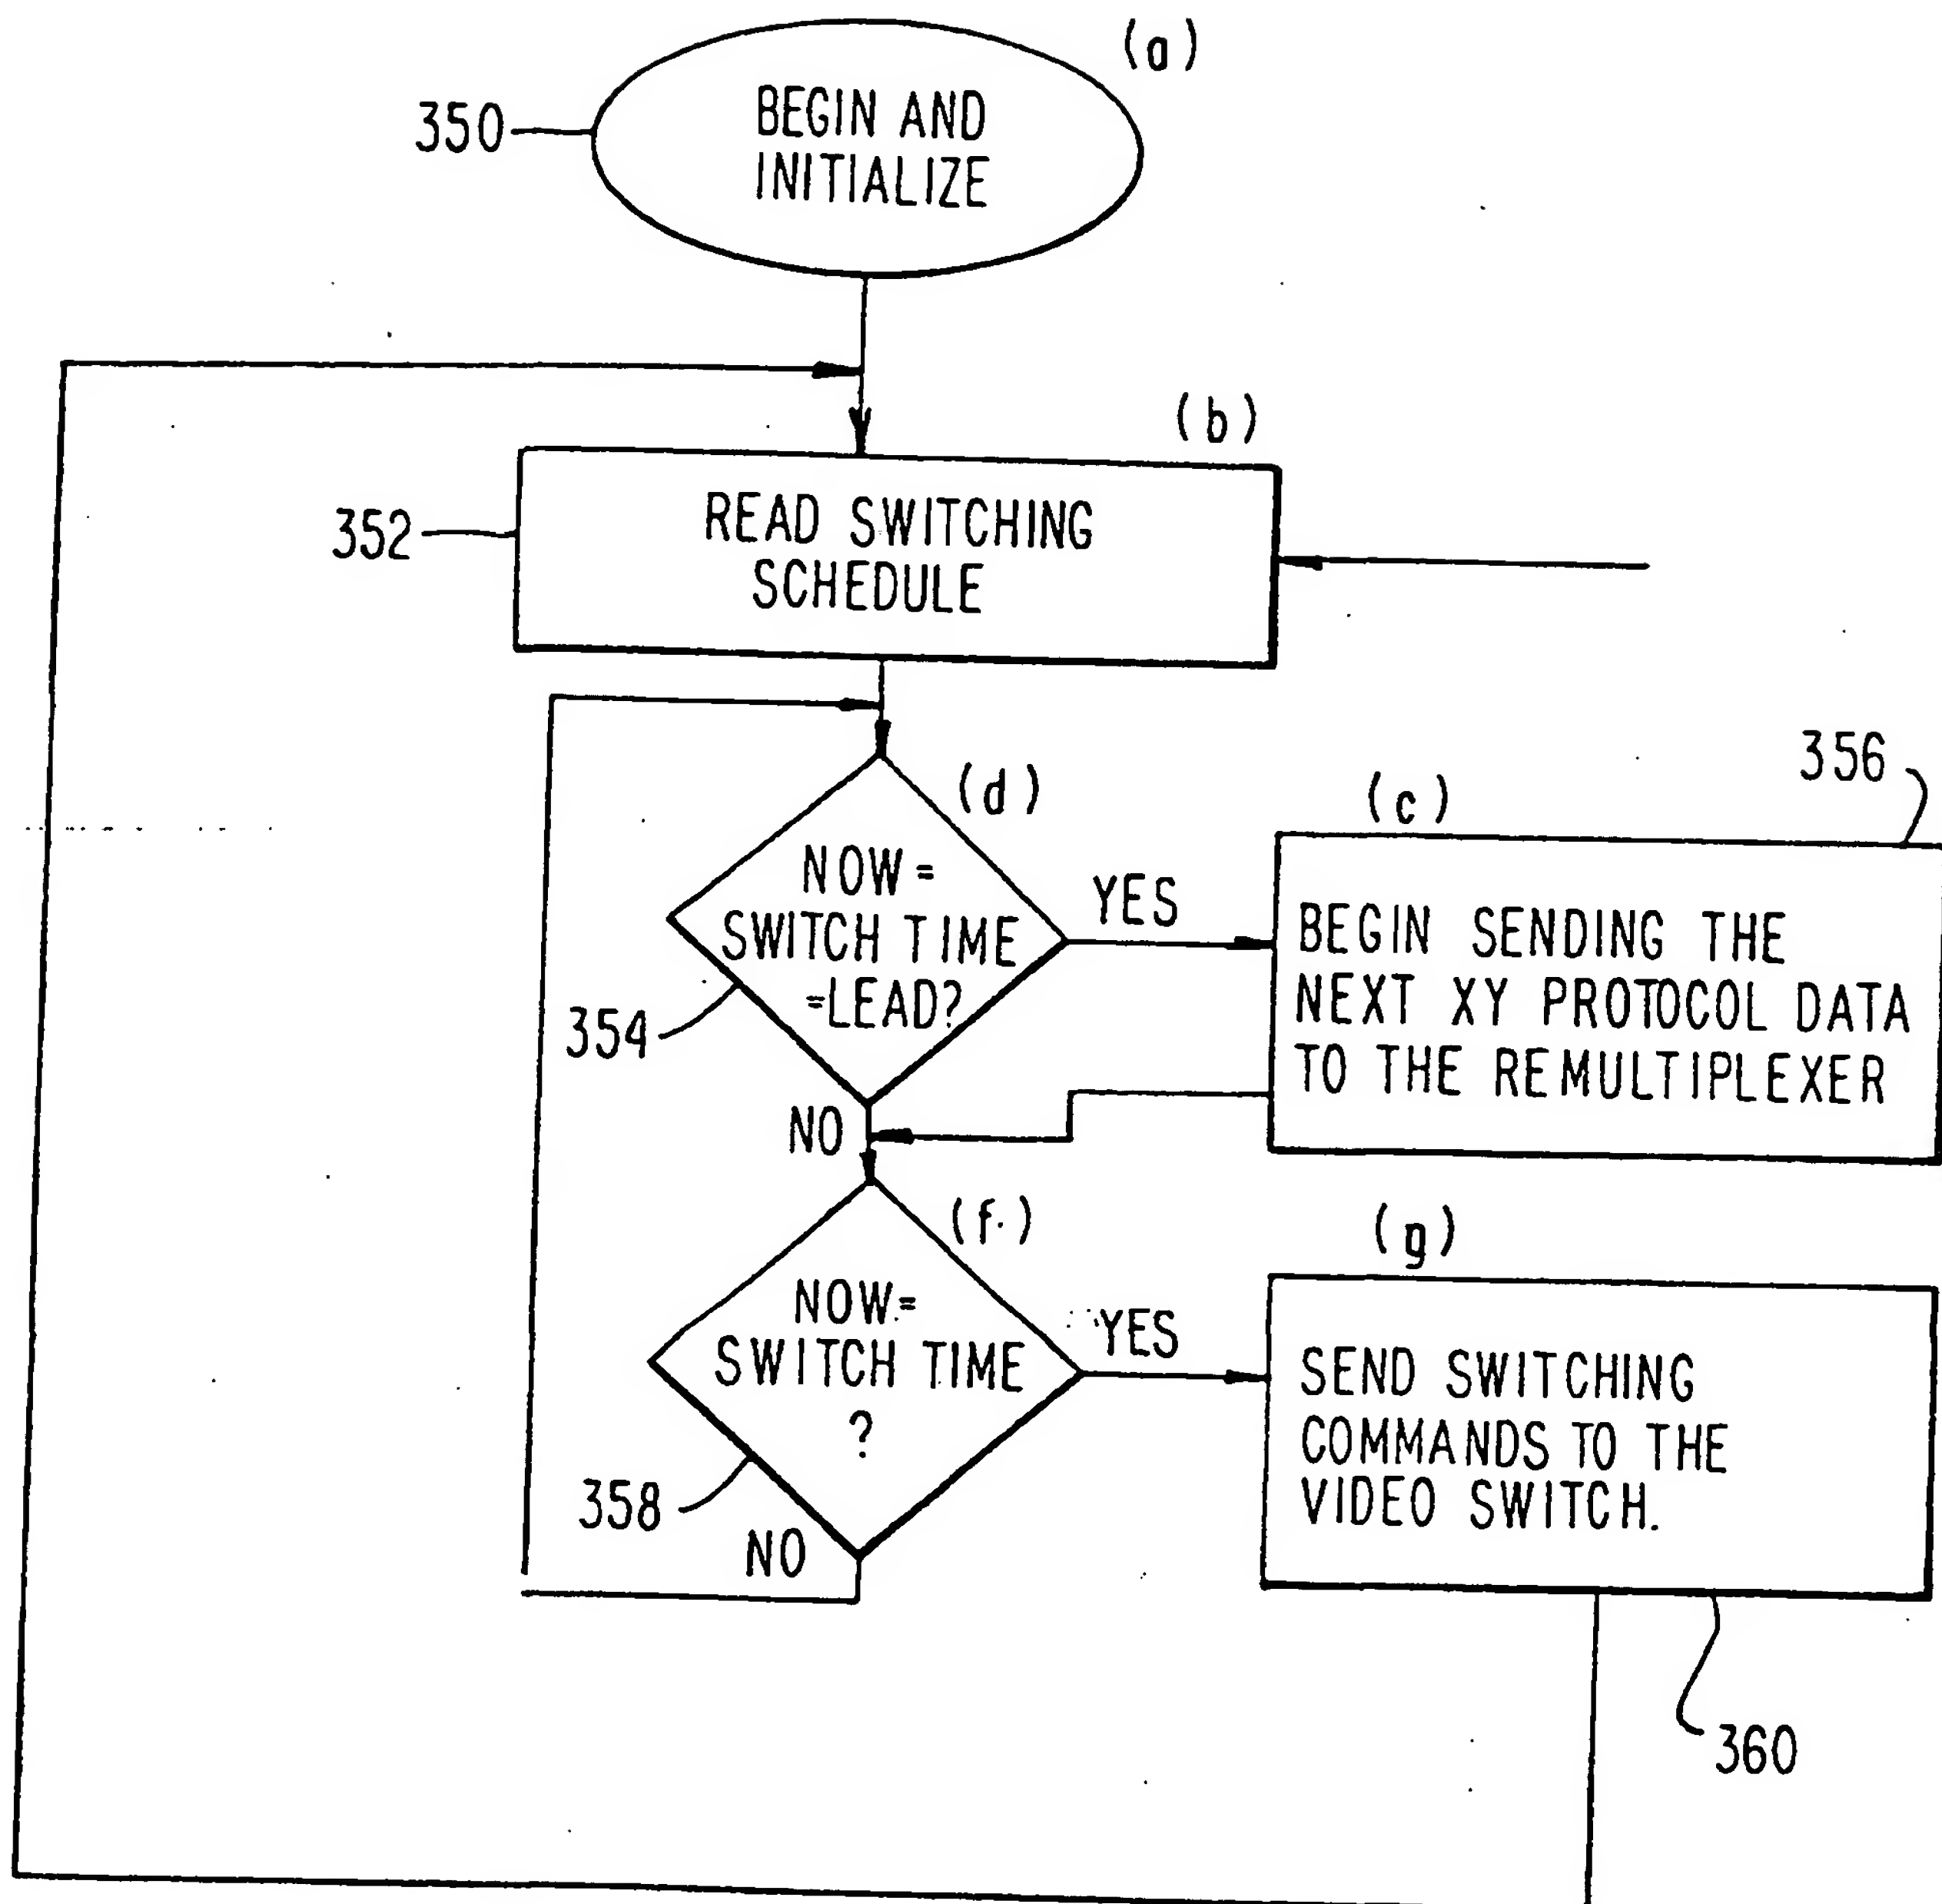 (a)
350
BEGIN AND
INITIALIZE
(b)
352
READ SWITCHING
SCHEDULE
(d)
NOW=
SWITCH TIME
=LEAD?
354
YES
NO
(c)
356
BEGIN SENDING THE
NEXT XY PROTOCOL DATA
TO THE REMULTIPLEXER
(f)
NOW=
SWITCH TIME
?
358
YES
NO
(g)
SEND SWITCHING
COMMANDS TO THE
VIDEO SWITCH.
360